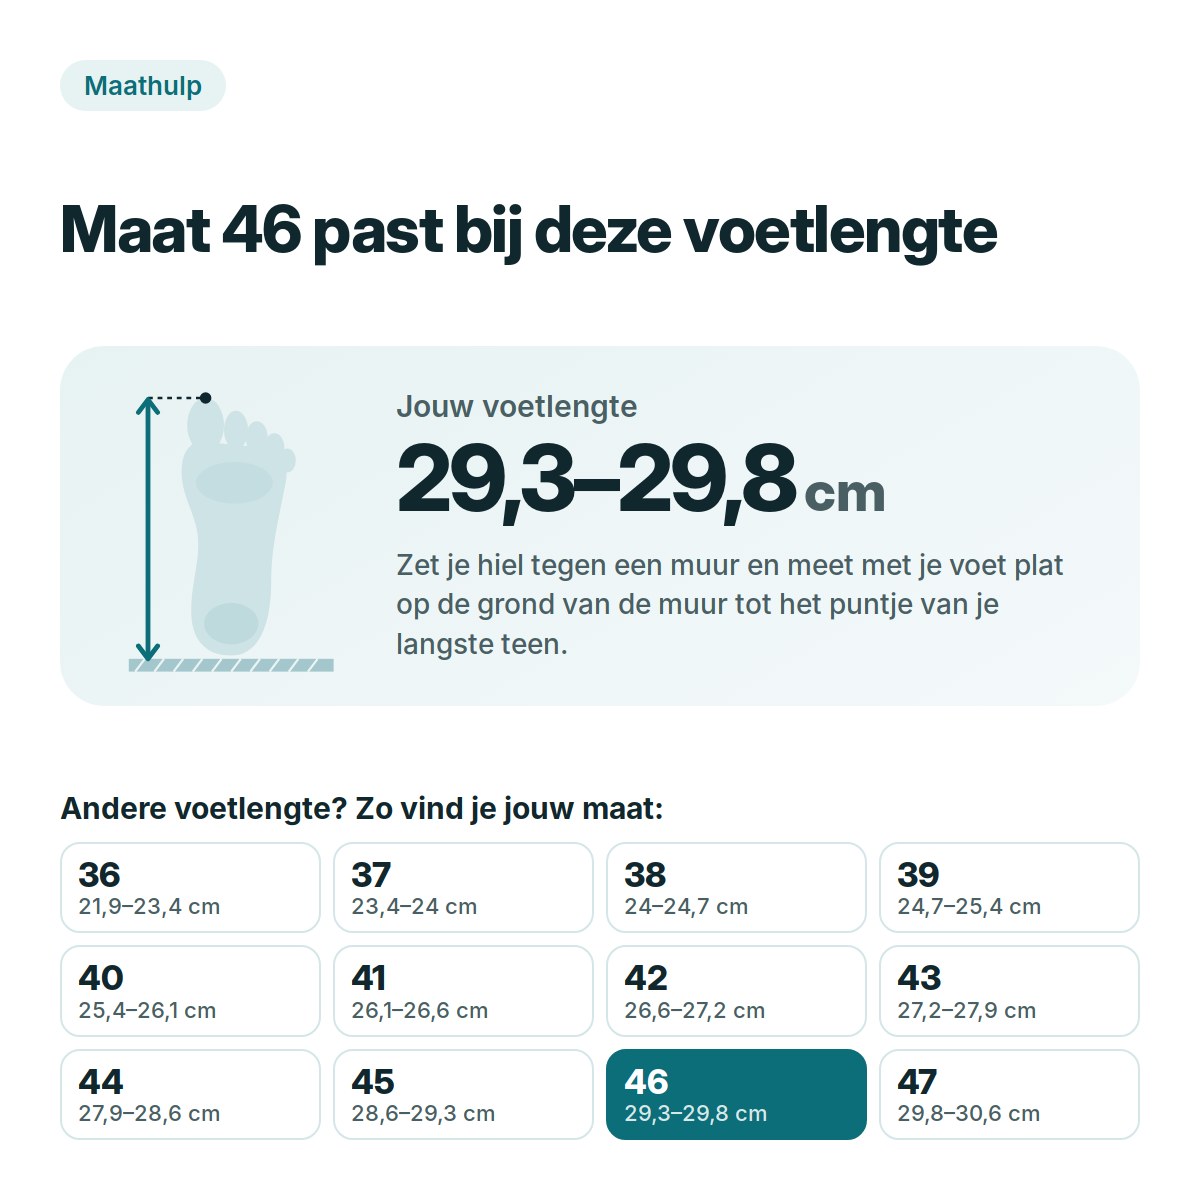 Maathulp
Maat 46 past bij deze voetlengte
Jouw voetlengte
29,3–29,8 cm
Zet je hiel tegen een muur en meet met je voet plat
op de grond van de muur tot het puntje van je
langste teen.
Andere voetlengte? Zo vind je jouw maat:
36
21,9–23,4 cm
37
23,4–24 cm
38
24–24,7 cm
39
24,7–25,4 cm
40
25,4–26,1 cm
41
26,1–26,6 cm
42
26,6–27,2 cm
43
27,2–27,9 cm
44
27,9–28,6 cm
45
28,6–29,3 cm
46
29,3–29,8 cm
47
29,8–30,6 cm